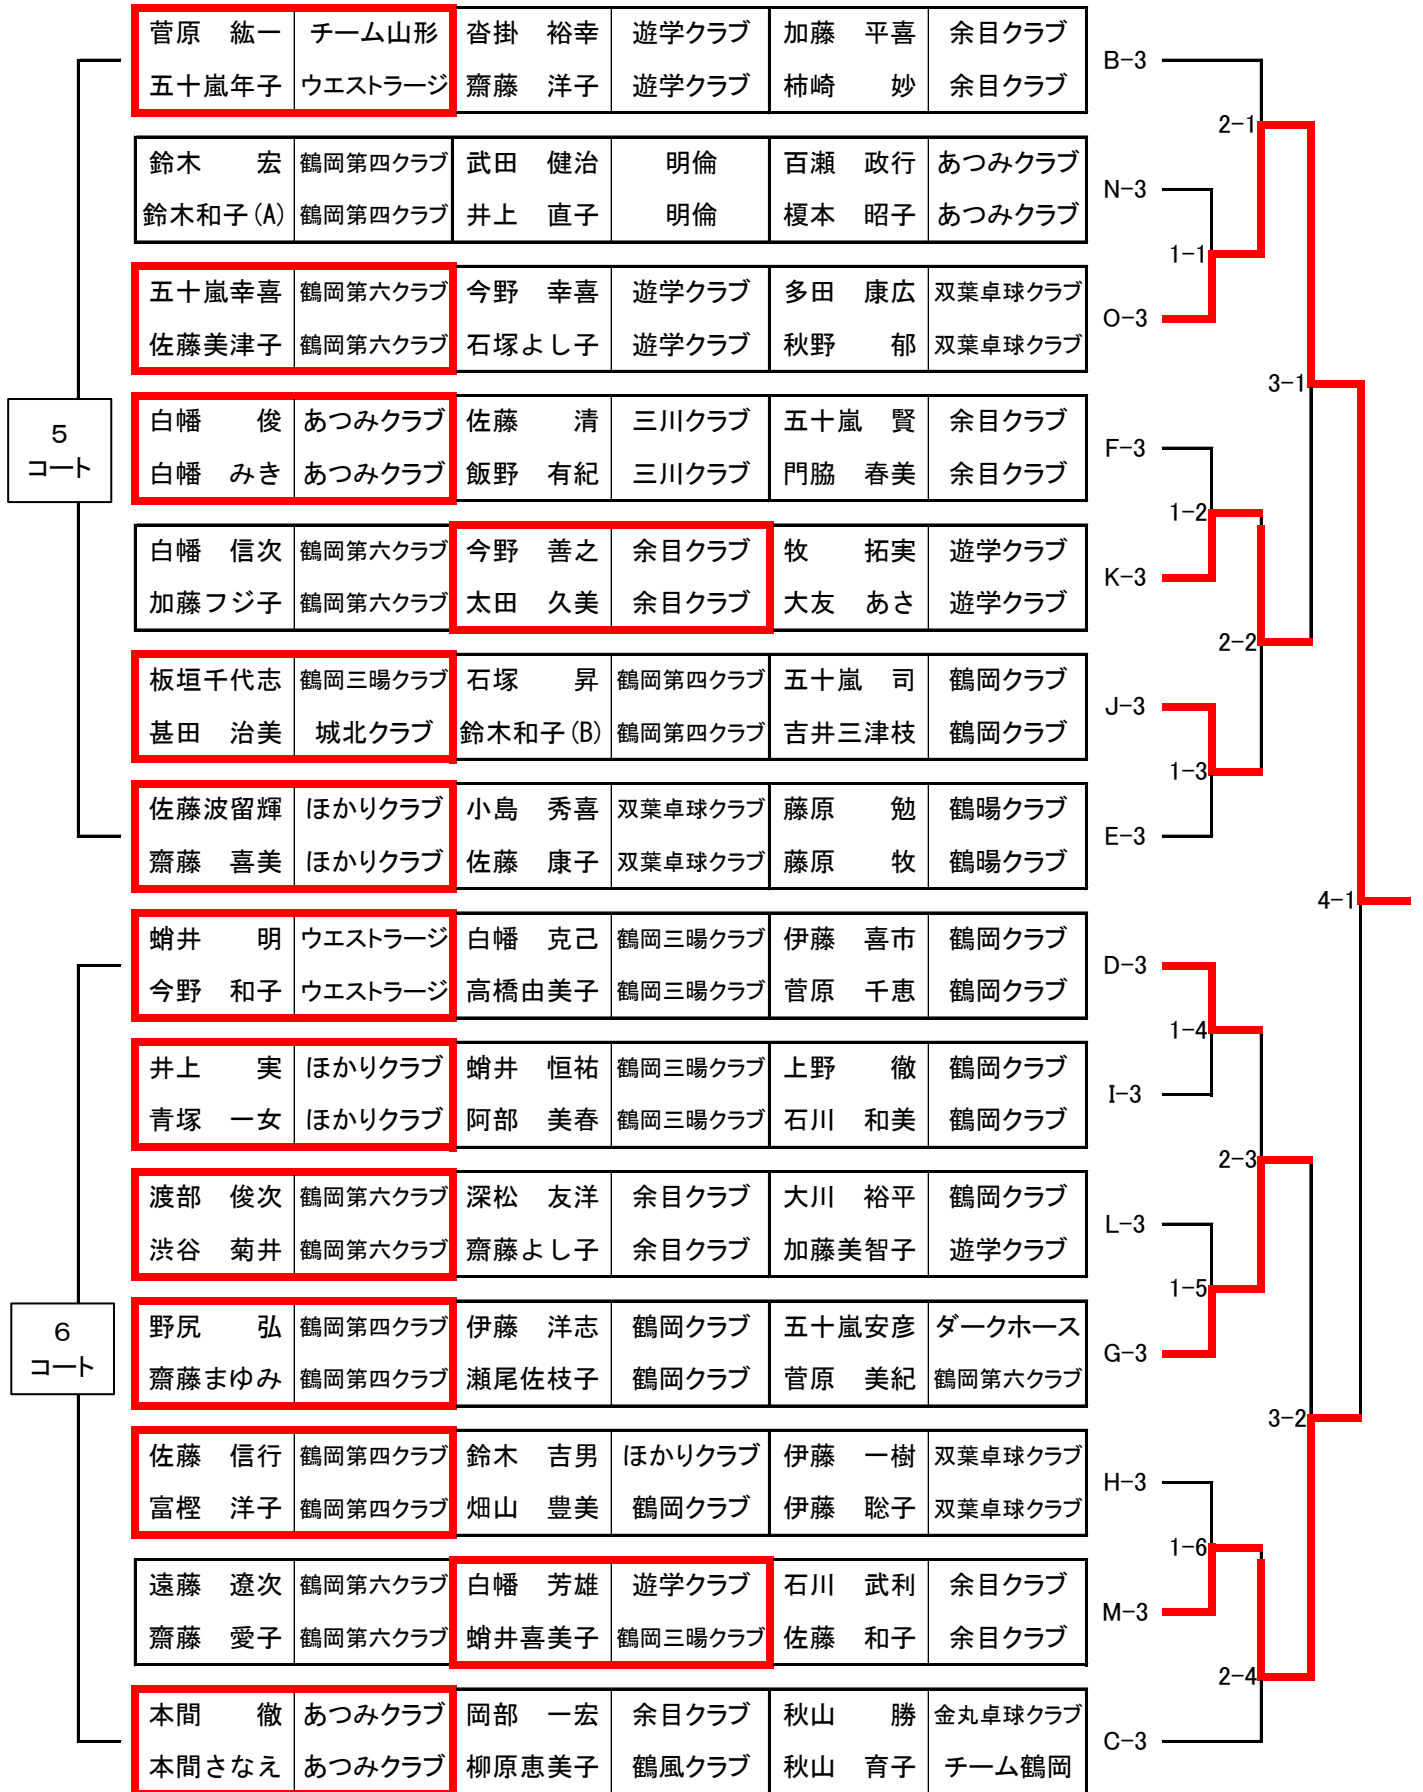 菅原　紘一 チーム山形 沓掛　裕幸 遊学クラブ 加藤　平喜 余目クラブ
B-3
五十嵐年子 ウエストラージ 齋藤　洋子 遊学クラブ 柿崎　妙 余目クラブ
2-1
鈴木　宏 鶴岡第四クラブ 武田　健治 明倫 百瀬　政行 あつみクラブ
N-3
鈴木和子(A) 鶴岡第四クラブ 井上　直子 明倫 榎本　昭子 あつみクラブ
1-1
五十嵐幸喜 鶴岡第六クラブ 今野　幸喜 遊学クラブ 多田　康広 双葉卓球クラブ
O-3
佐藤美津子 鶴岡第六クラブ 石塚よし子 遊学クラブ 秋野　郁 双葉卓球クラブ
3-1
白幡　俊 あつみクラブ 佐藤　清 三川クラブ 五十嵐　賢 余目クラブ
5
F-3
コート
白幡　みき あつみクラブ 飯野　有紀 三川クラブ 門脇　春美 余目クラブ
1-2
白幡　信次 鶴岡第六クラブ 今野　善之 余目クラブ 牧　拓実 遊学クラブ
K-3
加藤フジ子 鶴岡第六クラブ 太田　久美 余目クラブ 大友　あさ 遊学クラブ
2-2
板垣千代志 鶴岡三暘クラブ 石塚　昇 鶴岡第四クラブ 五十嵐　司 鶴岡クラブ
J-3
甚田　治美 城北クラブ 鈴木和子(B) 鶴岡第四クラブ 吉井三津枝 鶴岡クラブ
1-3
佐藤波留輝 ほかりクラブ 小島　秀喜 双葉卓球クラブ 藤原　勉 鶴暘クラブ
E-3
齋藤　喜美 ほかりクラブ 佐藤　康子 双葉卓球クラブ 藤原　牧 鶴暘クラブ
4-1
蛸井　明 ウエストラージ 白幡　克己 鶴岡三暘クラブ 伊藤　喜市 鶴岡クラブ
D-3
今野　和子 ウエストラージ 高橋由美子 鶴岡三暘クラブ 菅原　千恵 鶴岡クラブ
1-4
井上　実 ほかりクラブ 蛸井　恒祐 鶴岡三暘クラブ 上野　徹 鶴岡クラブ
I-3
青塚　一女 ほかりクラブ 阿部　美春 鶴岡三暘クラブ 石川　和美 鶴岡クラブ
2-3
渡部　俊次 鶴岡第六クラブ 深松　友洋 余目クラブ 大川　裕平 鶴岡クラブ
L-3
渋谷　菊井 鶴岡第六クラブ 齋藤よし子 余目クラブ 加藤美智子 遊学クラブ
1-5
野尻　弘 鶴岡第四クラブ 伊藤　洋志 鶴岡クラブ 五十嵐安彦 ダークホース
6
G-3
コート
齋藤まゆみ 鶴岡第四クラブ 瀬尾佐枝子 鶴岡クラブ 菅原　美紀 鶴岡第六クラブ
3-2
佐藤　信行 鶴岡第四クラブ 鈴木　吉男 ほかりクラブ 伊藤　一樹 双葉卓球クラブ
H-3
富樫　洋子 鶴岡第四クラブ 畑山　豊美 鶴岡クラブ 伊藤　聡子 双葉卓球クラブ
1-6
遠藤　遼次 鶴岡第六クラブ 白幡　芳雄 遊学クラブ 石川　武利 余目クラブ
M-3
齋藤　愛子 鶴岡第六クラブ 蛸井喜美子 鶴岡三暘クラブ 佐藤　和子 余目クラブ
2-4
本間　徹 あつみクラブ 岡部　一宏 余目クラブ 秋山　勝 金丸卓球クラブ
C-3
本間さなえ あつみクラブ 柳原恵美子 鶴風クラブ 秋山　育子 チーム鶴岡